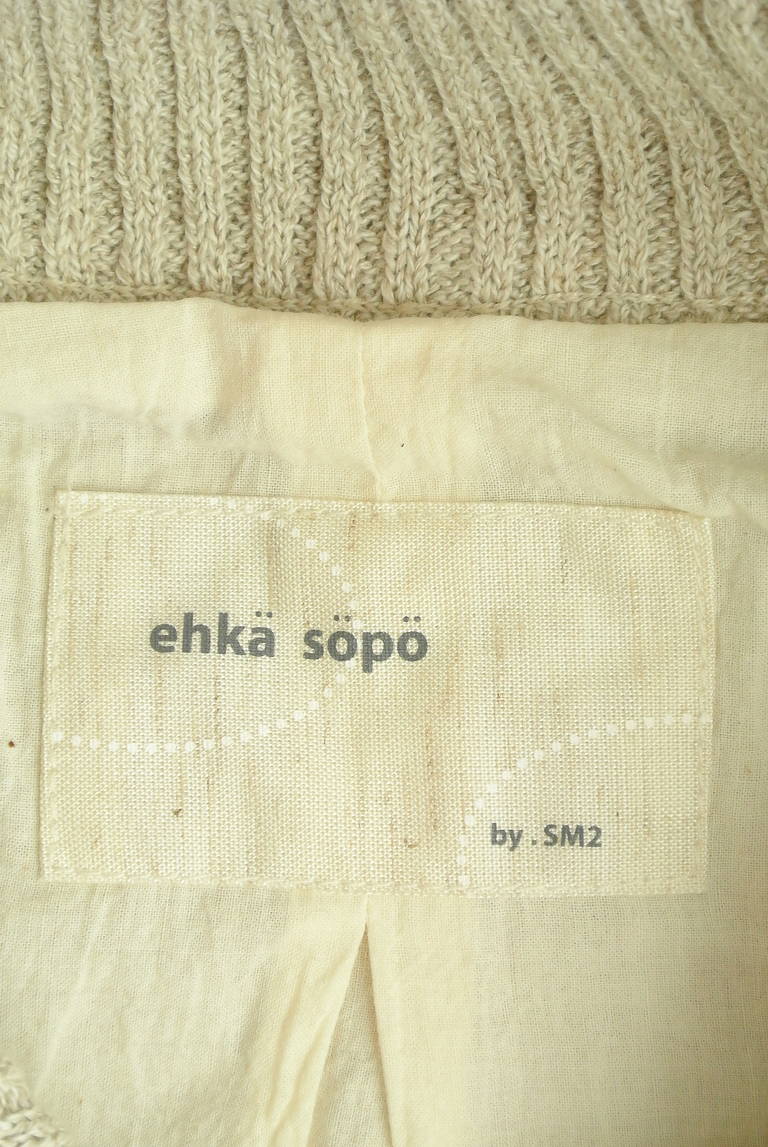 ehkä söpö
by . SM2